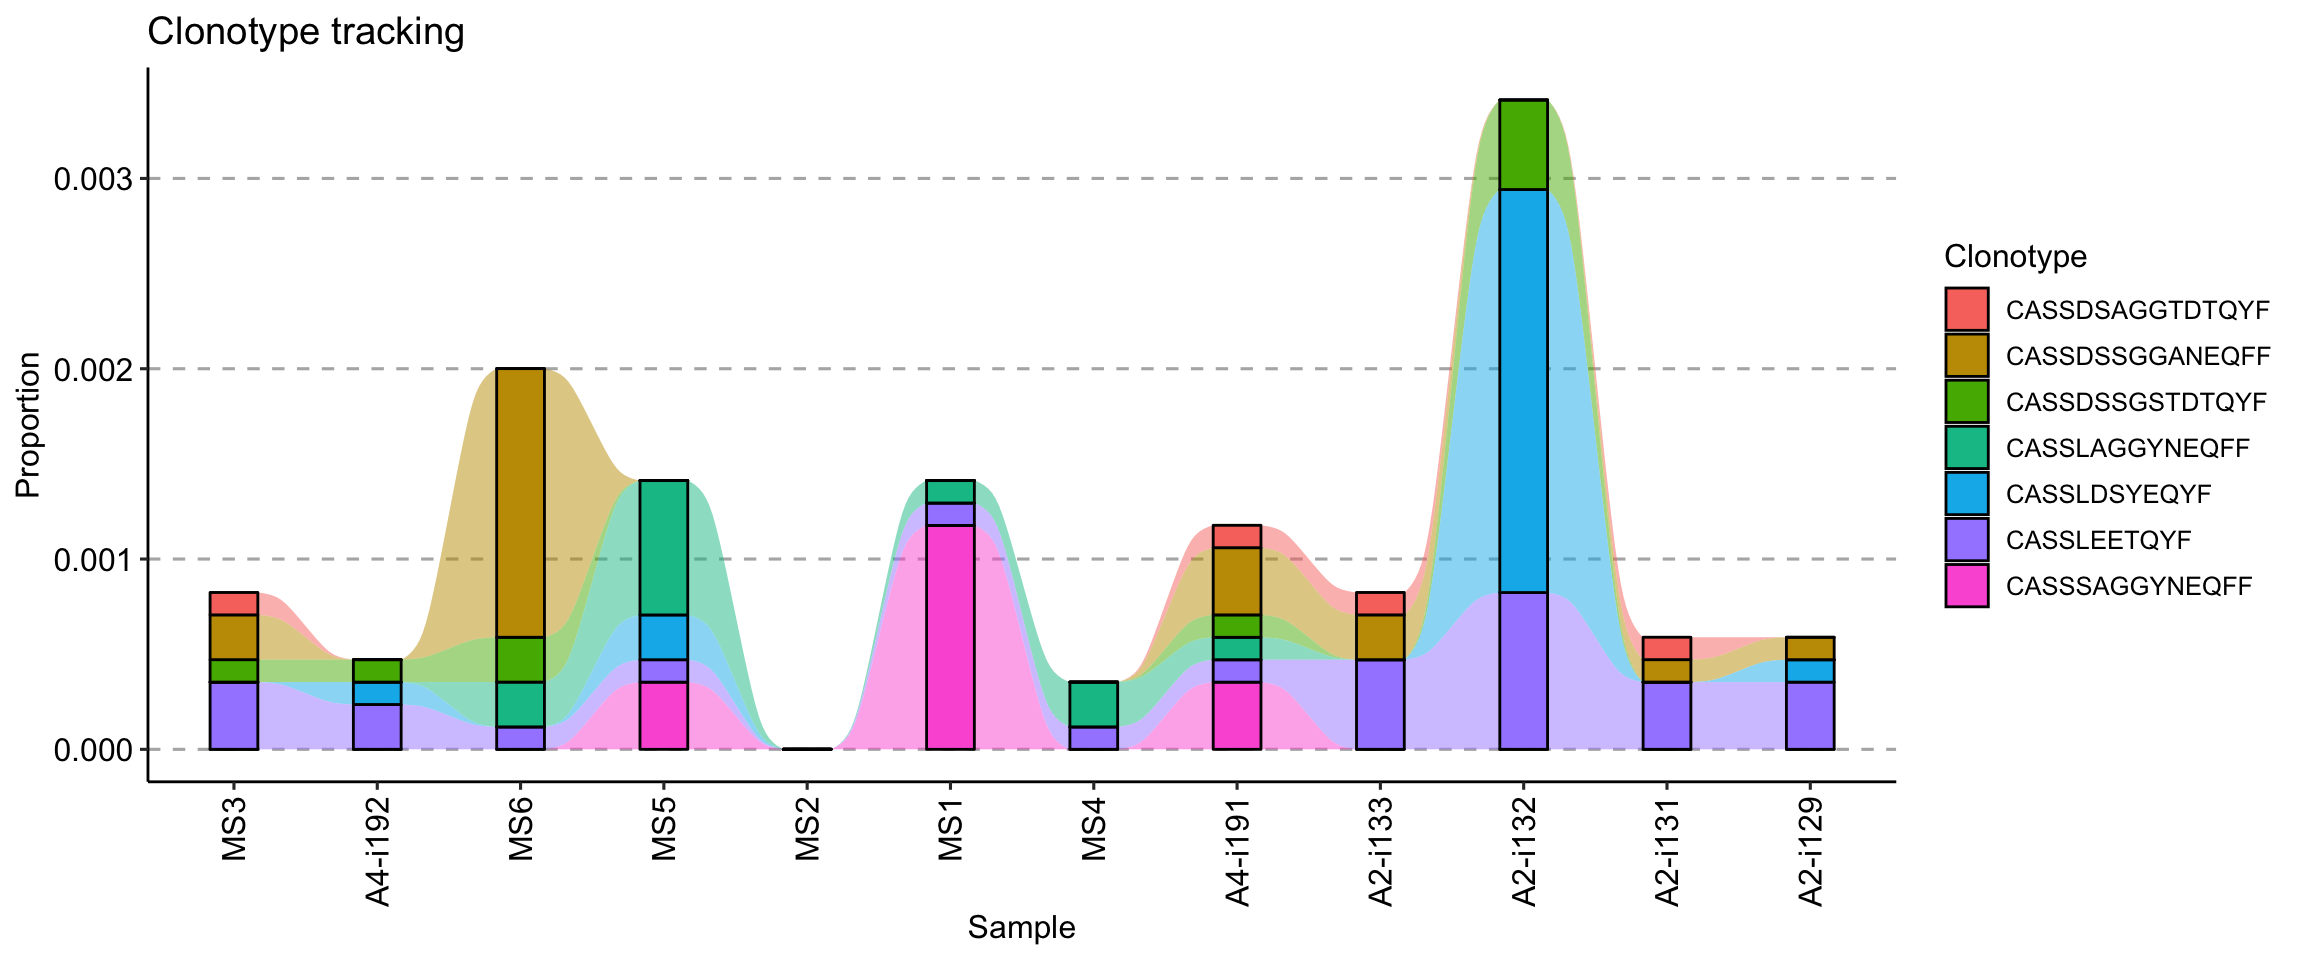 Clonotype tracking
Proportion
0.003
0.002
0.001
0.000
MS3
A4-i192
MS6
MS5
MS2
MS1
MS4
A4-i191
A2-i133
A2-i132
A2-i131
A2-i129
Sample
Clonotype
CASSDSAGGTDTQYF
CASSDSSGGANEQFF
CASSDSSGSTDTQYF
CASSLAGGYNEQFF
CASSLDSYEQYF
CASSLEETQYF
CASSSAGGYNEQFF